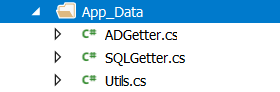 App_Data
C# ADGetter.cs
C# SQLGetter.cs
C# Utils.cs